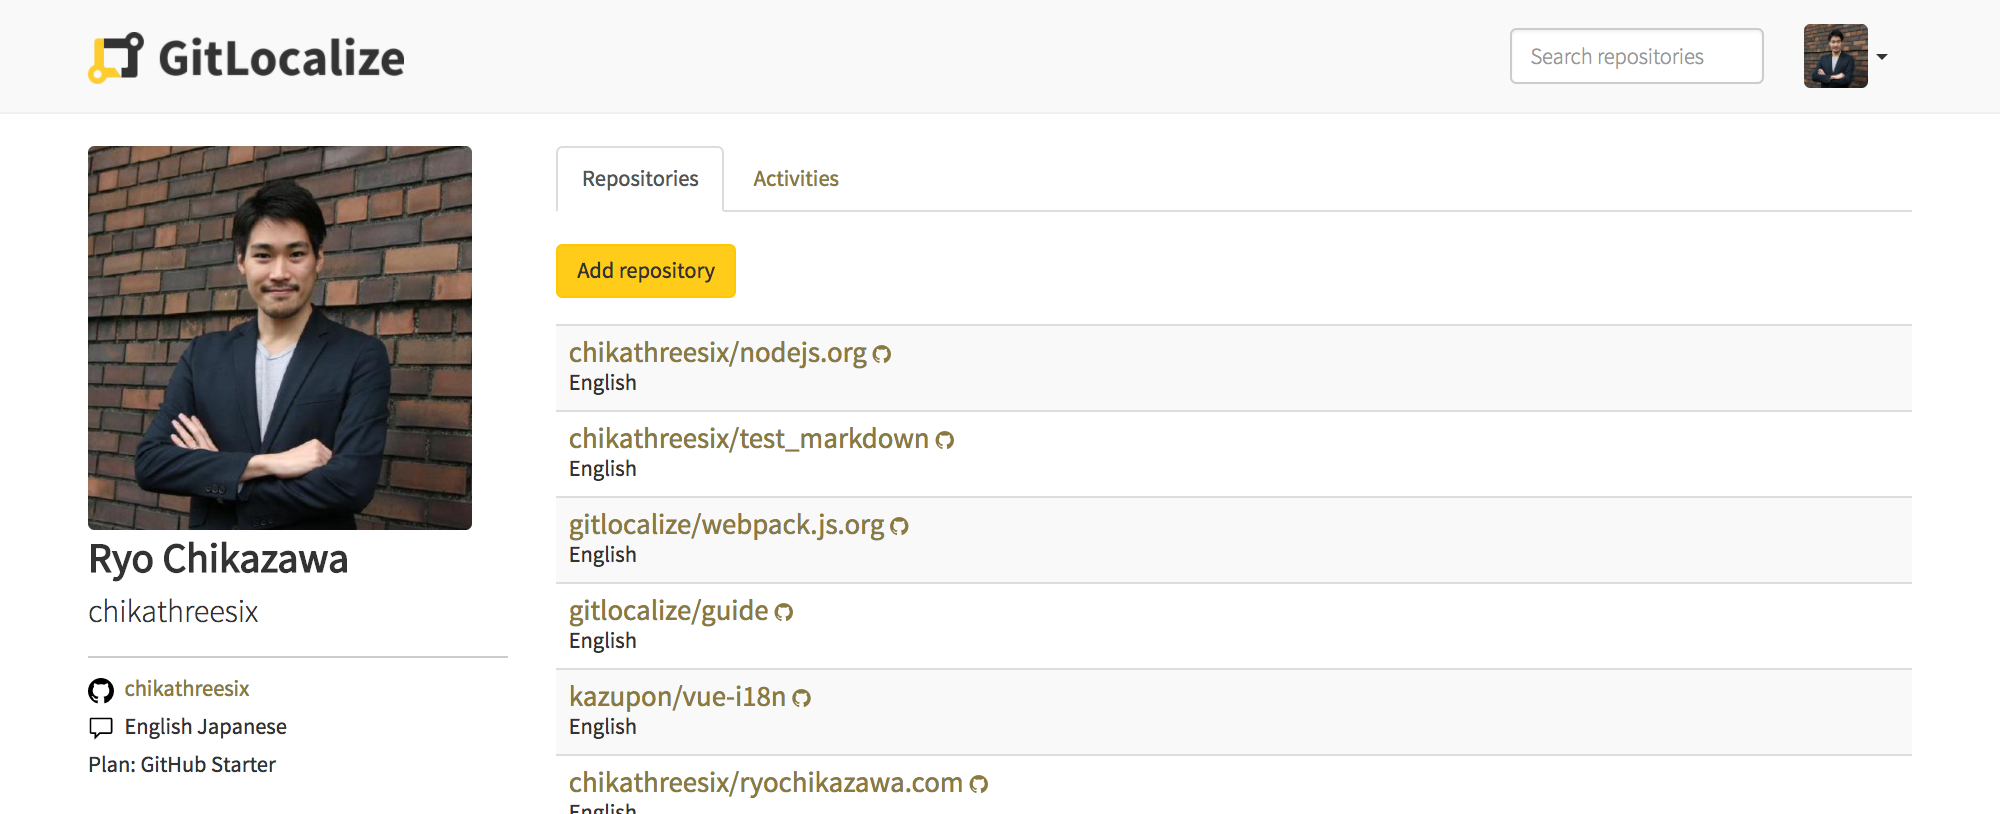 GitLocalize
Search repositories
Repositories
Activities
Add repository
chikathreesix/nodejs.org
English
chikathreesix/test_markdown
English
gitlocalize/webpack.js.org
English
gitlocalize/guide
English
kazupon/vue-i18n
English
chikathreesix/ryochikazawa.com
English
Ryo Chikazawa
chikathreesix
chikathreesix
English Japanese
Plan: GitHub Starter